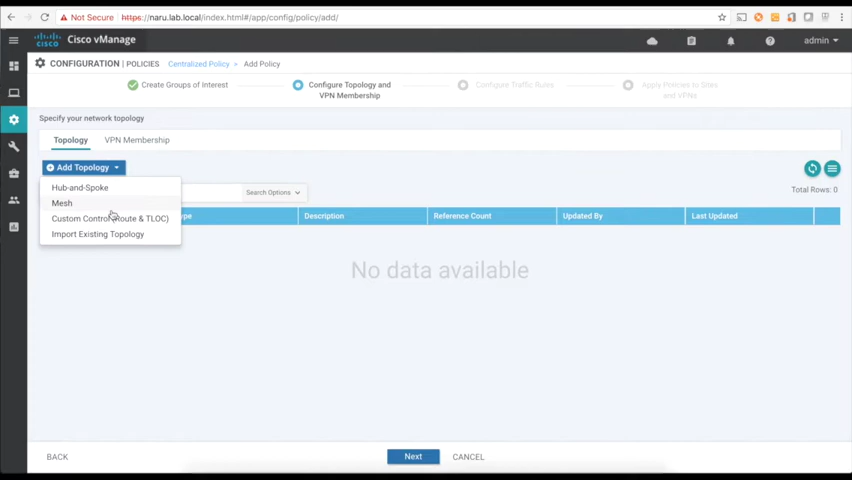 Not Secure https://naru.lab.local/index.html#/app/config/policy/add/
cisco Cisco vManage admin
CONFIGURATION | POLICIES Centralized Policy > Add Policy
Create Groups of Interest
Configure Topology and
VPN Membership
Configure Traffic Rules
Apply Policies to Sites
and VPNs
Specify your network topology
Topology VPN Membership
Add Topology
Hub-and-Spoke
Mesh
Custom Control (Route & TLOC)
Import Existing Topology
Search Options
Total Rows: 0
Description Reference Count Updated By Last Updated
No data available
BACK Next CANCEL